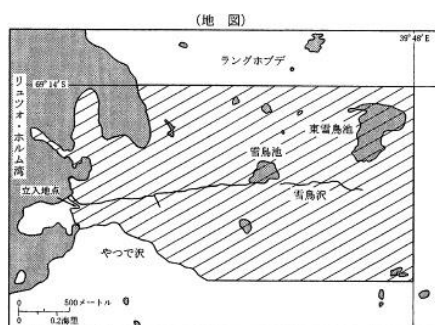 （地　図）
39°48′E
ラングホブデ
69°14′S
リュツォ・ホルム湾
東雪鳥池
雪鳥池
立入地点
雪鳥沢
やつで沢
0 500メートル
0 0.2海里